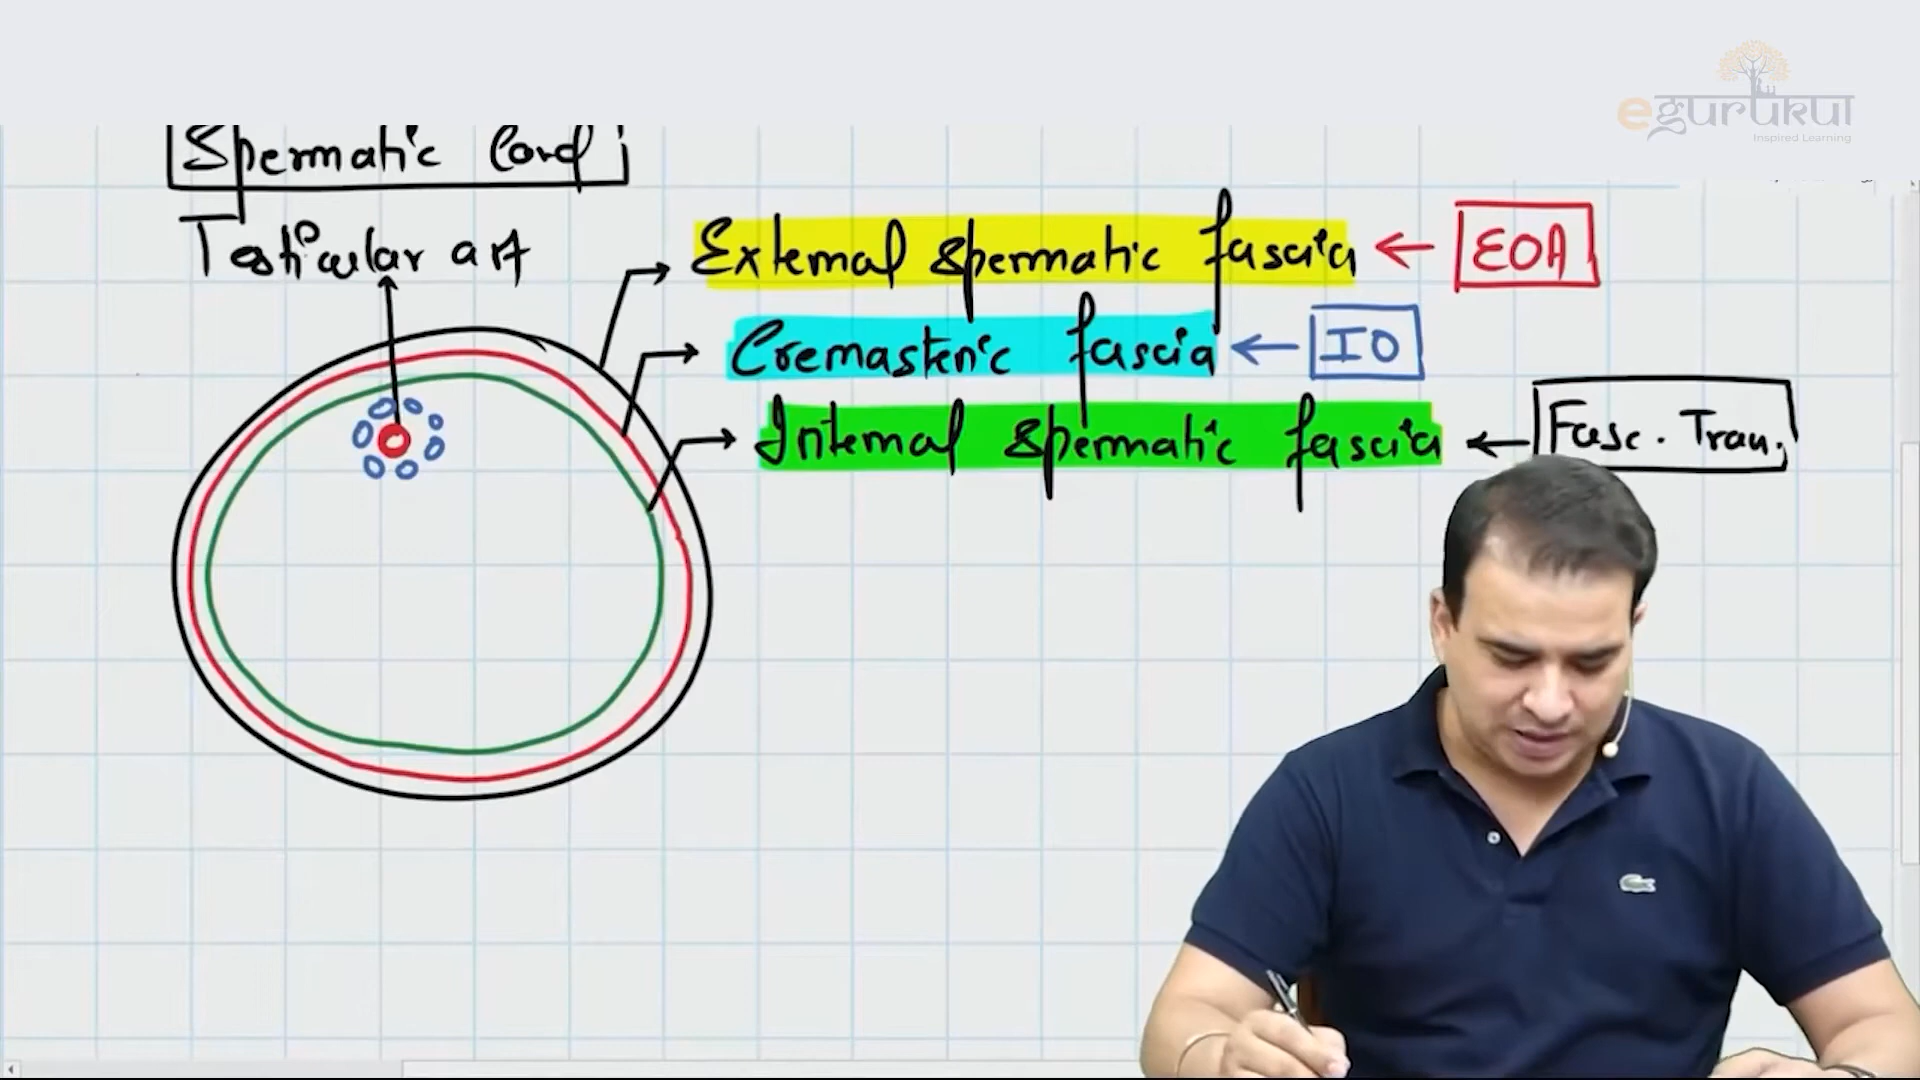 egurukul
Inspired Learning
Spermatic Cord
Testicular art
External spermatic fascia ← EOA
Cremasteric fascia ← IO
Internal spermatic fascia ← Fasc. Tran.